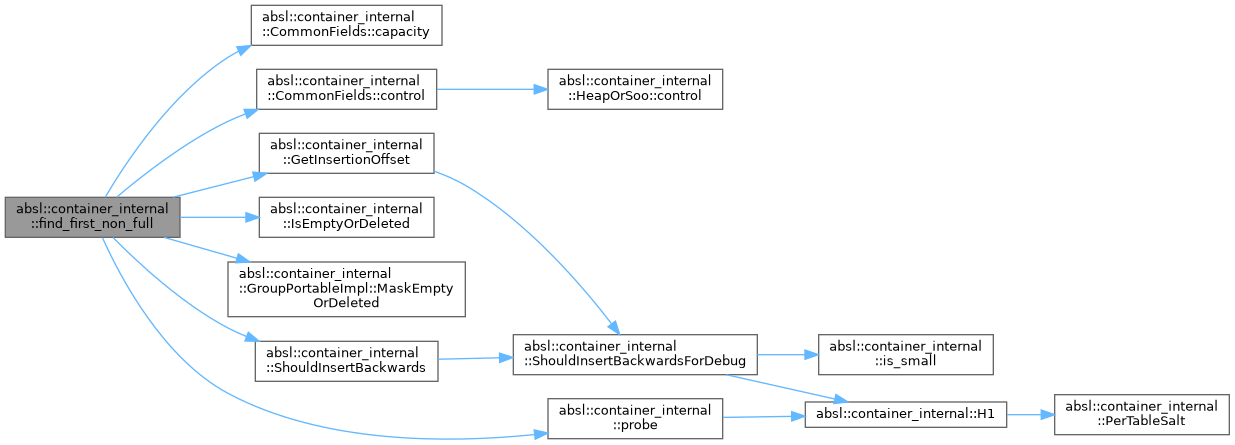 absl::container_internal
::CommonFields::capacity
absl::container_internal
::CommonFields::control
absl::container_internal
::HeapOrSoo::control
absl::container_internal
::GetInsertionOffset
absl::container_internal
::find_first_non_full
absl::container_internal
::IsEmptyOrDeleted
absl::container_internal
::GroupPortableImpl::MaskEmpty
OrDeleted
absl::container_internal
::ShouldInsertBackwards
absl::container_internal
::ShouldInsertBackwardsForDebug
absl::container_internal
::is_small
absl::container_internal
::probe
absl::container_internal::H1
absl::container_internal
::PerTableSalt